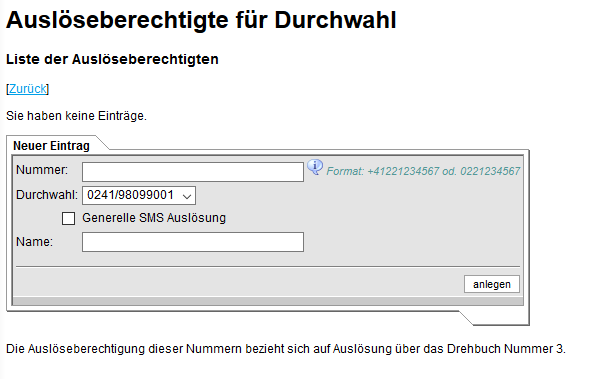 Auslöseberechtigte für Durchwahl
Liste der Auslöseberechtigten
[Zurück]
Sie haben keine Einträge.
Neuer Eintrag
Nummer: Format: +41221234567 od. 0221234567
Durchwahl: 0241/98099001
Generelle SMS Auslösung
Name:
anlegen
Die Auslöseberechtigung dieser Nummern bezieht sich auf Auslösung über das Drehbuch Nummer 3.